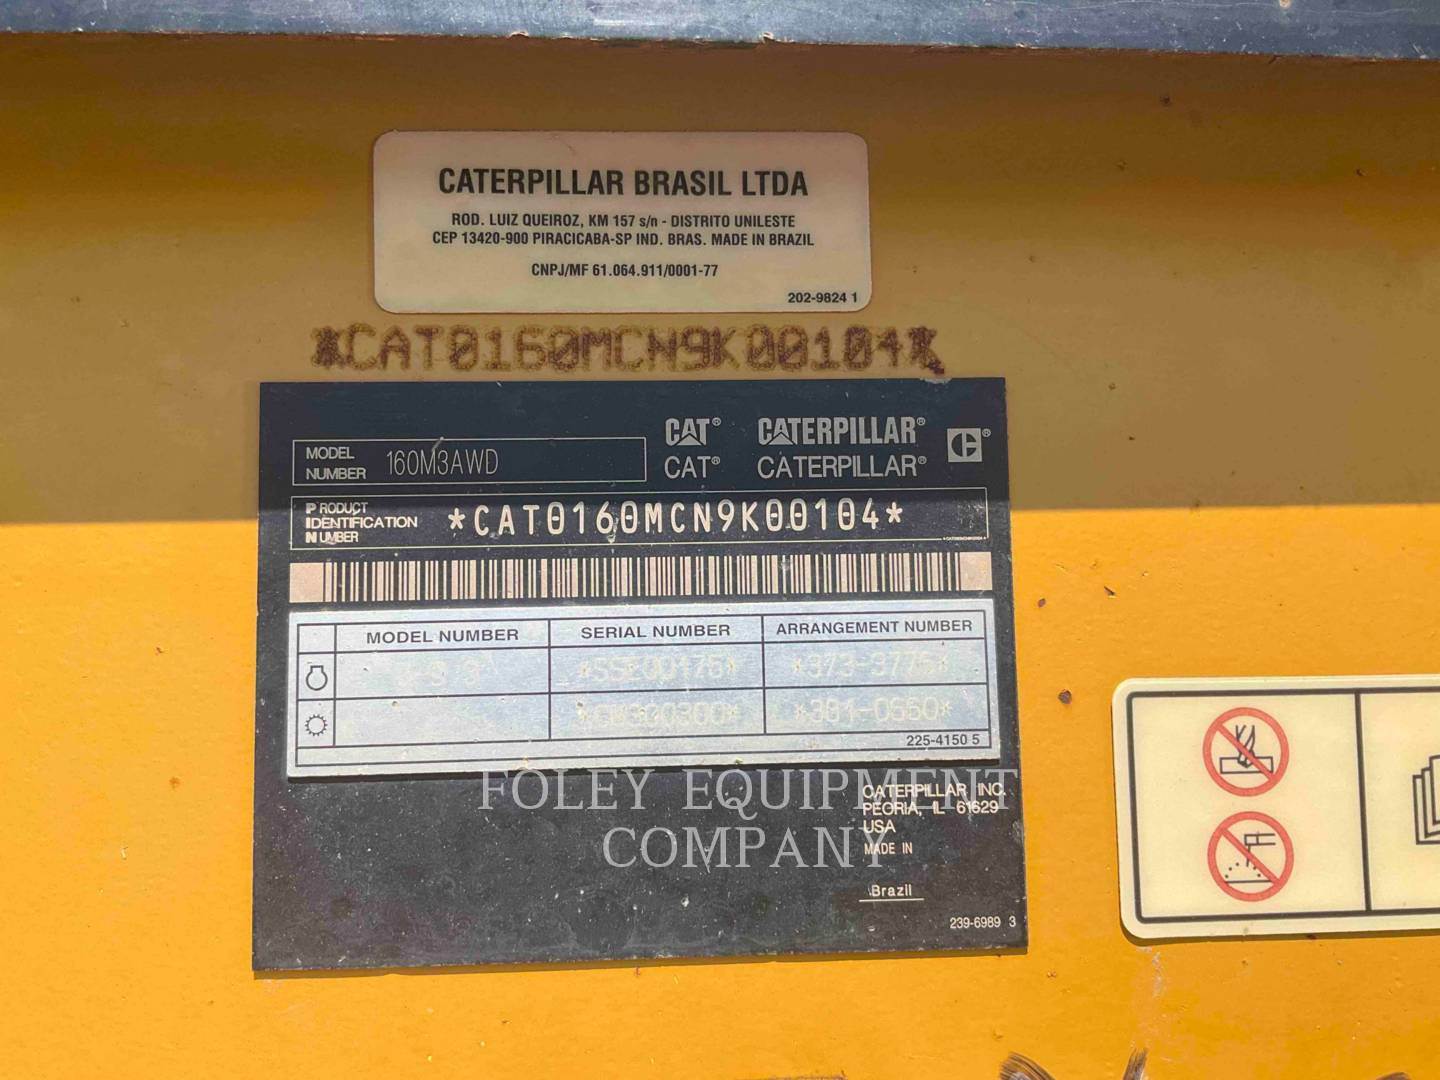 CATERPILLAR BRASIL LTDA
ROD. LUIZ QUEIROZ, KM 157 s/n - DISTRITO UNILESTE
CEP 13420-900 PIRACICABA-SP IND. BRAS. MADE IN BRAZIL
CNPJ/MF 61.064.911/0001-77
202-9824 1
*CAT0160MCN9K00104*
CAT® CATERPILLAR®
CAT® CATERPILLAR®
MODEL NUMBER 160M3AWD
PRODUCT IDENTIFICATION NUMBER *CAT0160MCN9K00104*
MODEL NUMBER SERIAL NUMBER ARRANGEMENT NUMBER
*373-3775*
225-4150 5
FOLEY EQUIPMENT
COMPANY
CATERPILLAR INC.
PEORIA, IL 61629
USA
MADE IN
Brazil
239-6989 3